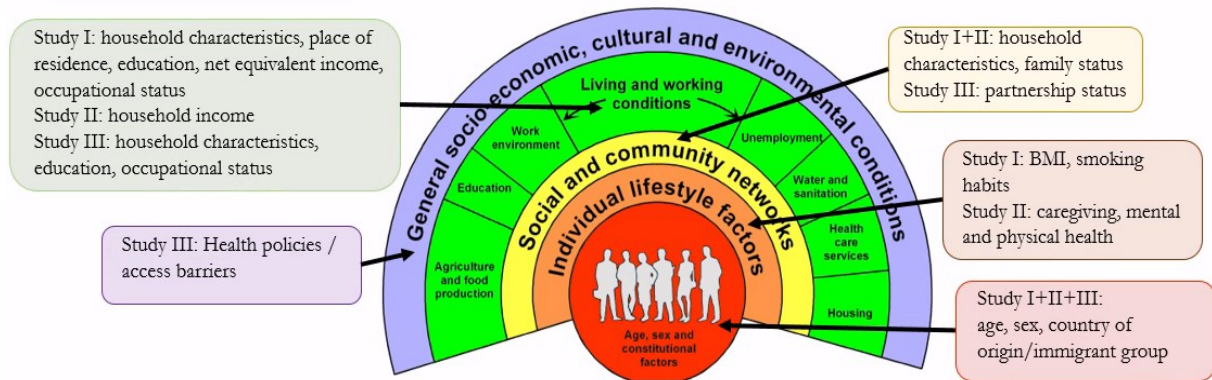 Study I: household characteristics, place of
residence, education, net equivalent income,
occupational status
Study II: household income
Study III: household characteristics,
education, occupational status
Study III: Health policies /
access barriers
General socio-economic, cultural and environmental conditions
Living and working
conditions
Work
environment
Education
Agriculture
and food
production
Unemployment
Water and
sanitation
Health
care
services
Housing
Social and community networks
Individual lifestyle factors
Age, sex and
constitutional
factors
Study I+II: household
characteristics, family status
Study III: partnership status
Study I: BMI, smoking
habits
Study II: caregiving, mental
and physical health
Study I+II+III:
age, sex, country of
origin/immigrant group